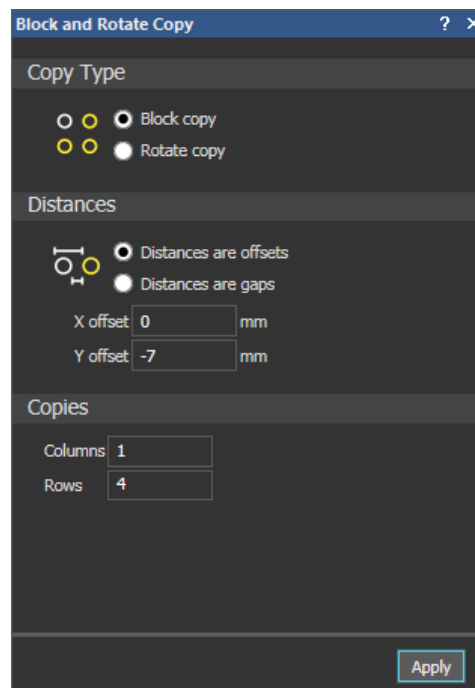 Block and Rotate Copy ? ×
Copy Type
Block copy
Rotate copy
Distances
Distances are offsets
Distances are gaps
X offset 0 mm
Y offset -7 mm
Copies
Columns 1
Rows 4
Apply